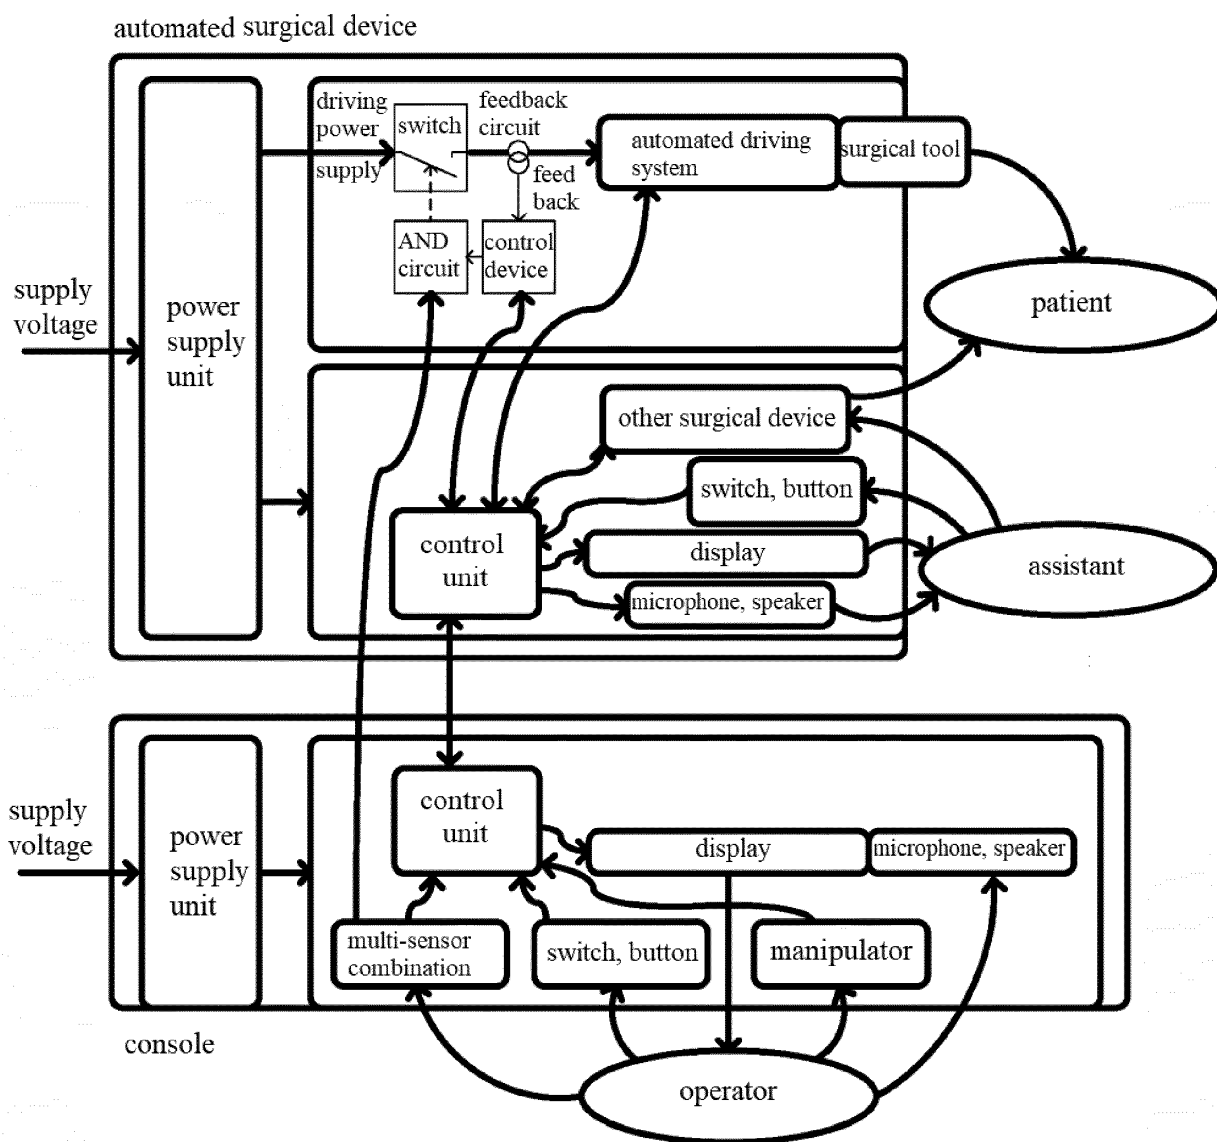 automated surgical device
driving
power
supply
switch
feedback
circuit
feed
back
automated driving
system
surgical tool
AND
circuit
control
device
supply
voltage
power
supply
unit
patient
other surgical device
switch, button
control
unit
display
microphone, speaker
assistant
supply
voltage
power
supply
unit
control
unit
display
microphone, speaker
multi-sensor
combination
switch, button
manipulator
console
operator